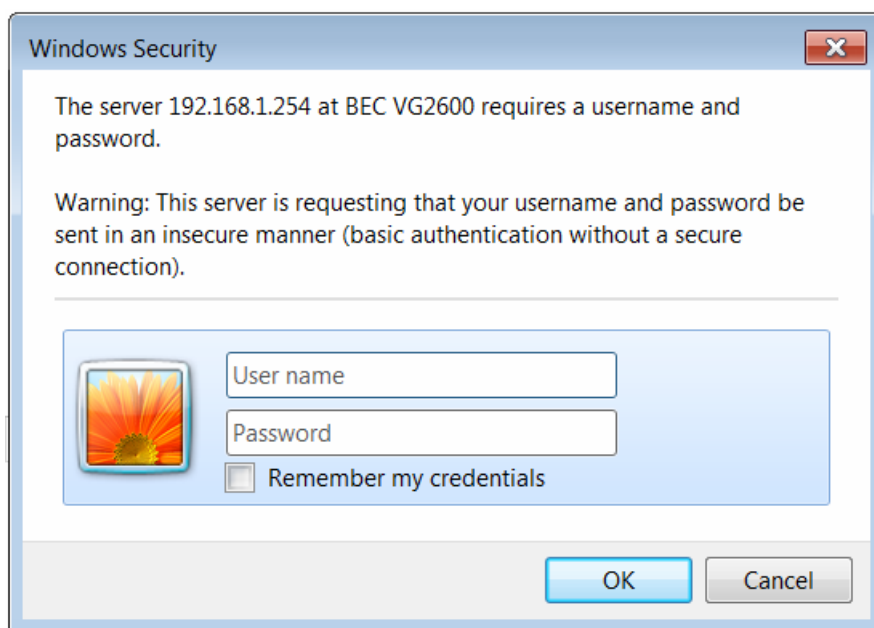 Windows Security
The server 192.168.1.254 at BEC VG2600 requires a username and
password.
Warning: This server is requesting that your username and password be
sent in an insecure manner (basic authentication without a secure
connection).
User name
Password
Remember my credentials
OK Cancel